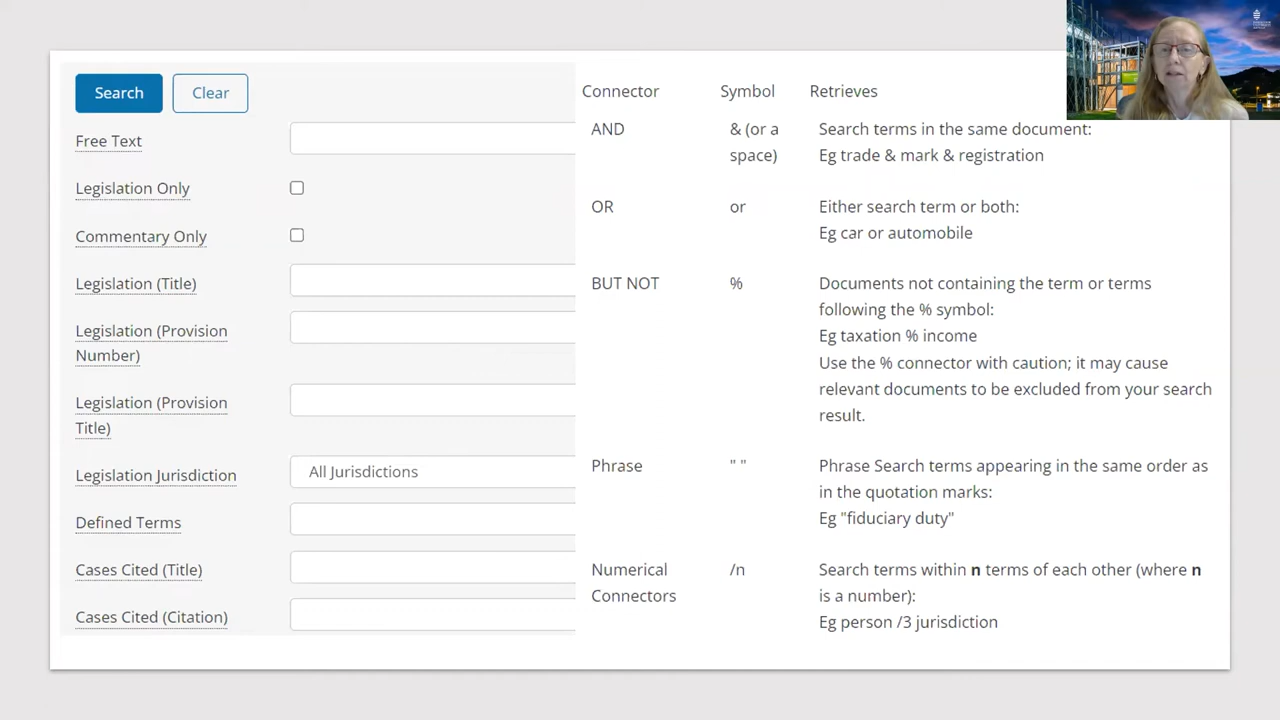 Search
Clear
Free Text
Legislation Only
Commentary Only
Legislation (Title)
Legislation (Provision
Number)
Legislation (Provision
Title)
Legislation Jurisdiction
All Jurisdictions
Defined Terms
Cases Cited (Title)
Cases Cited (Citation)
Connector Symbol Retrieves
AND & (or a Search terms in the same document:
space) Eg trade & mark & registration
OR or Either search term or both:
Eg car or automobile
BUT NOT % Documents not containing the term or terms
following the % symbol:
Eg taxation % income
Use the % connector with caution; it may cause
relevant documents to be excluded from your search
result.
Phrase " " Phrase Search terms appearing in the same order as
in the quotation marks:
Eg "fiduciary duty"
Numerical /n Search terms within n terms of each other (where n
Connectors is a number):
Eg person /3 jurisdiction